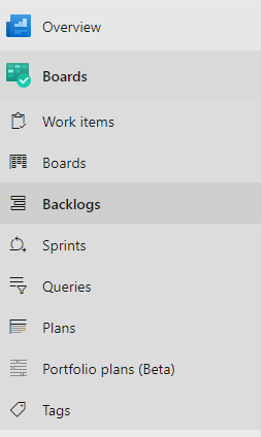 Overview
Boards
Work items
Boards
Backlogs
Sprints
Queries
Plans
Portfolio plans (Beta)
Tags